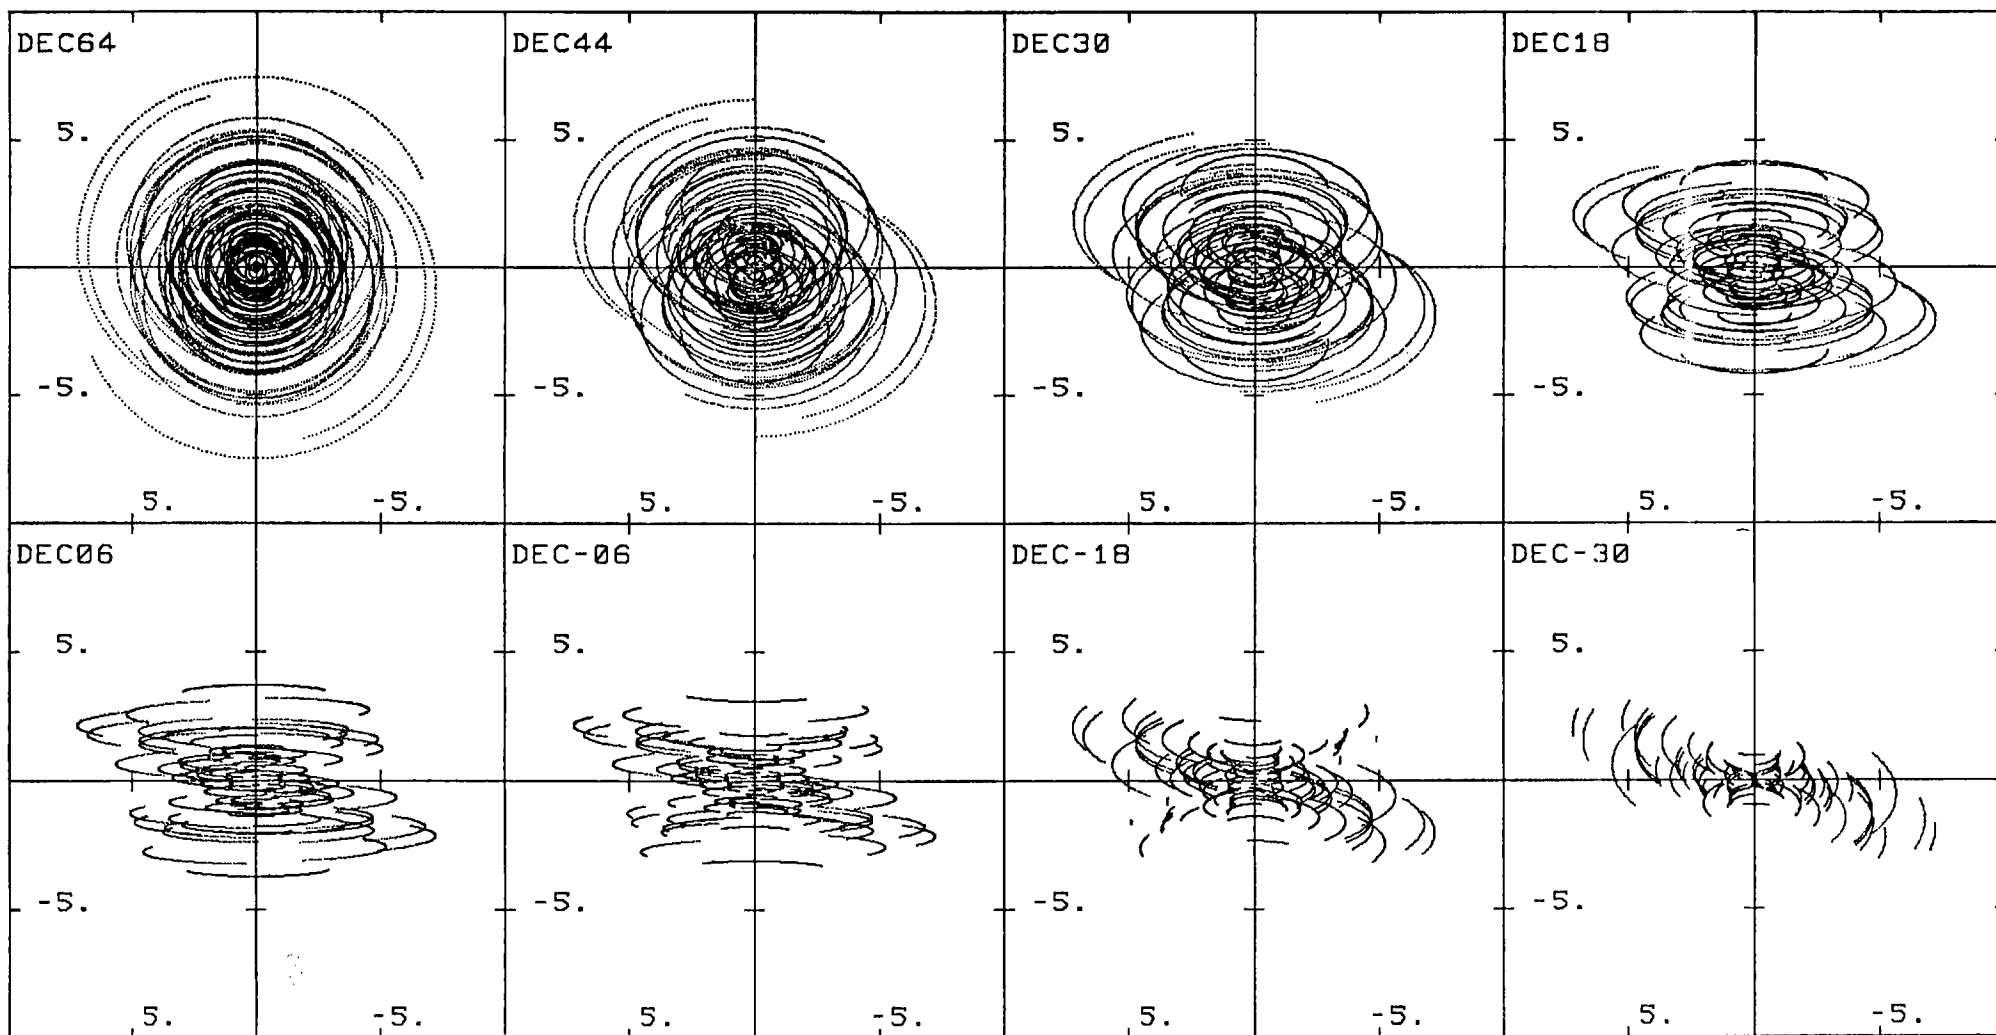 DEC64 DEC44 DEC30 DEC18
5. 5. 5. 5.
-5. -5. -5. -5.
5. -5. 5. -5. 5. -5. 5. -5.
DEC06 DEC-06 DEC-18 DEC-30
5. 5. 5. 5.
-5. -5. -5. -5.
5. -5. 5. -5. 5. -5. 5. -5.